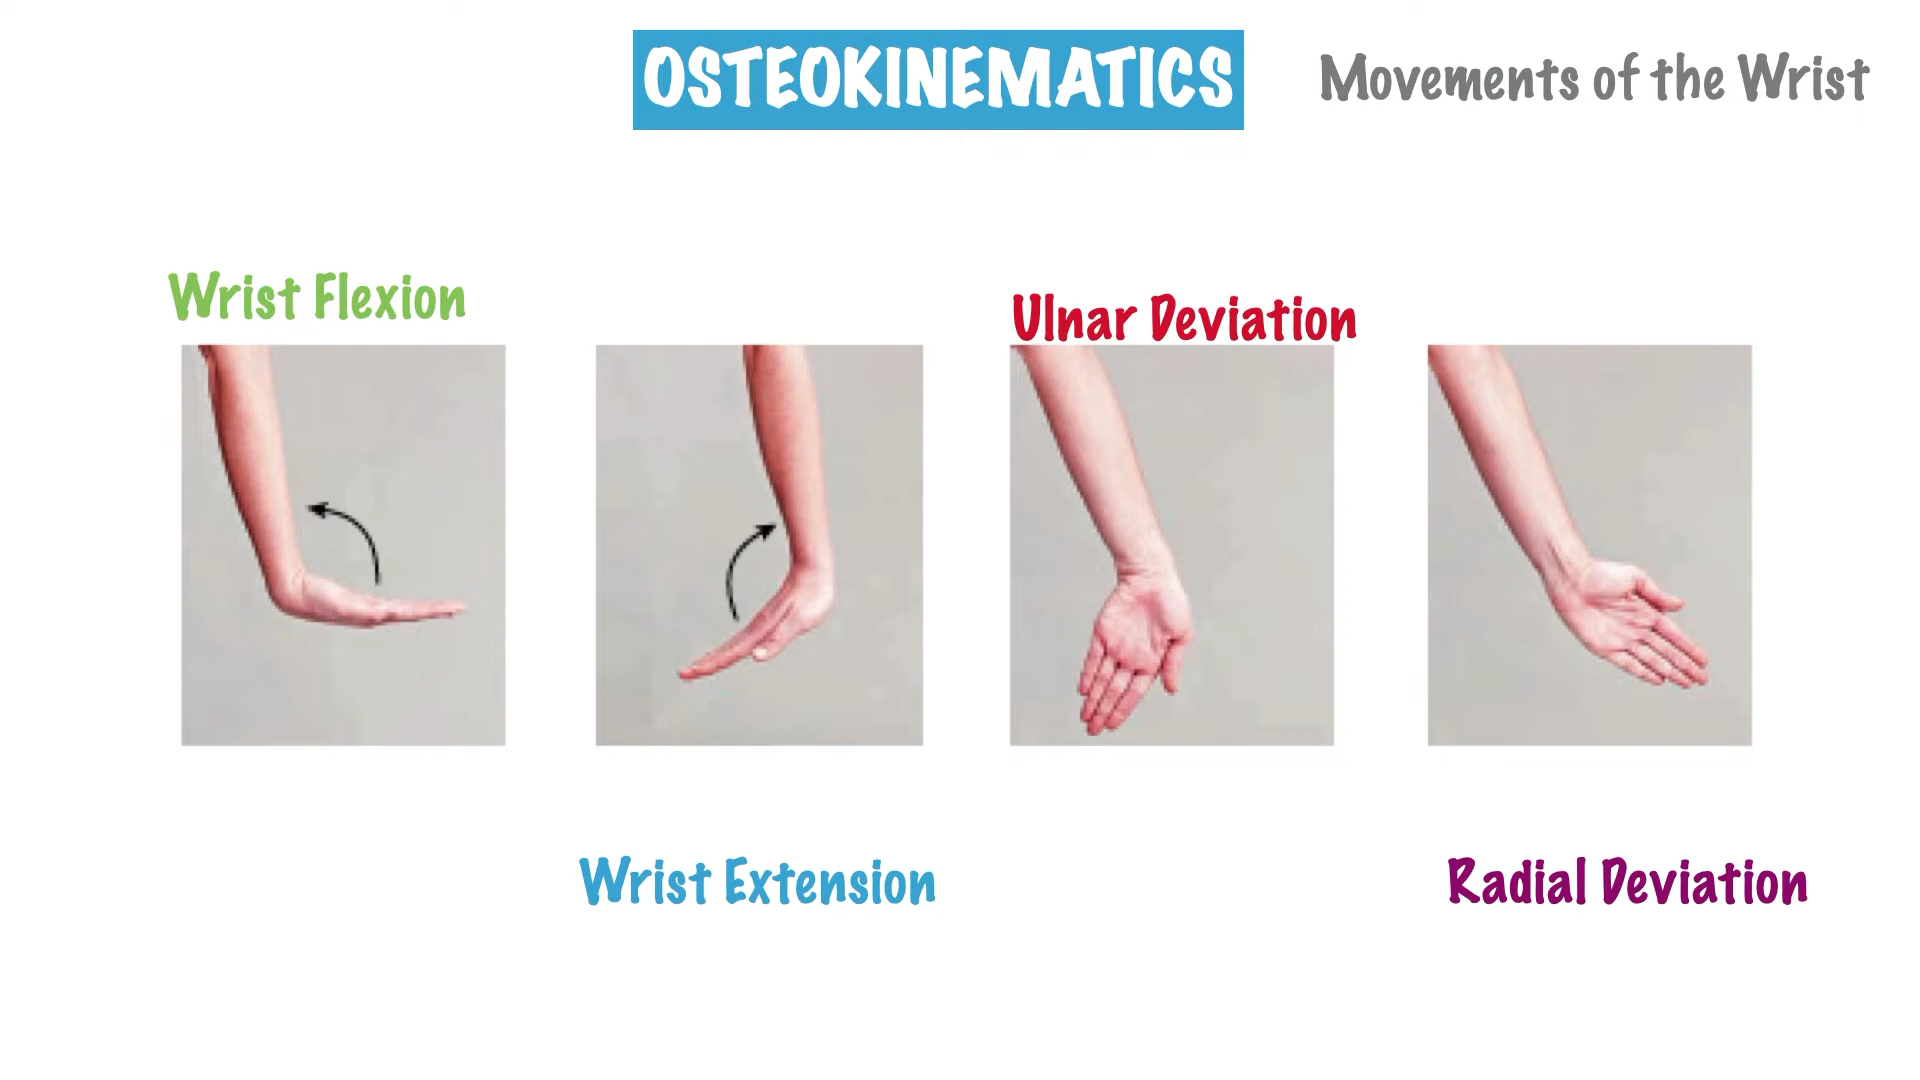 OSTEOKINEMATICS
Movements of the Wrist
Wrist Flexion
Ulnar Deviation
Wrist Extension
Radial Deviation